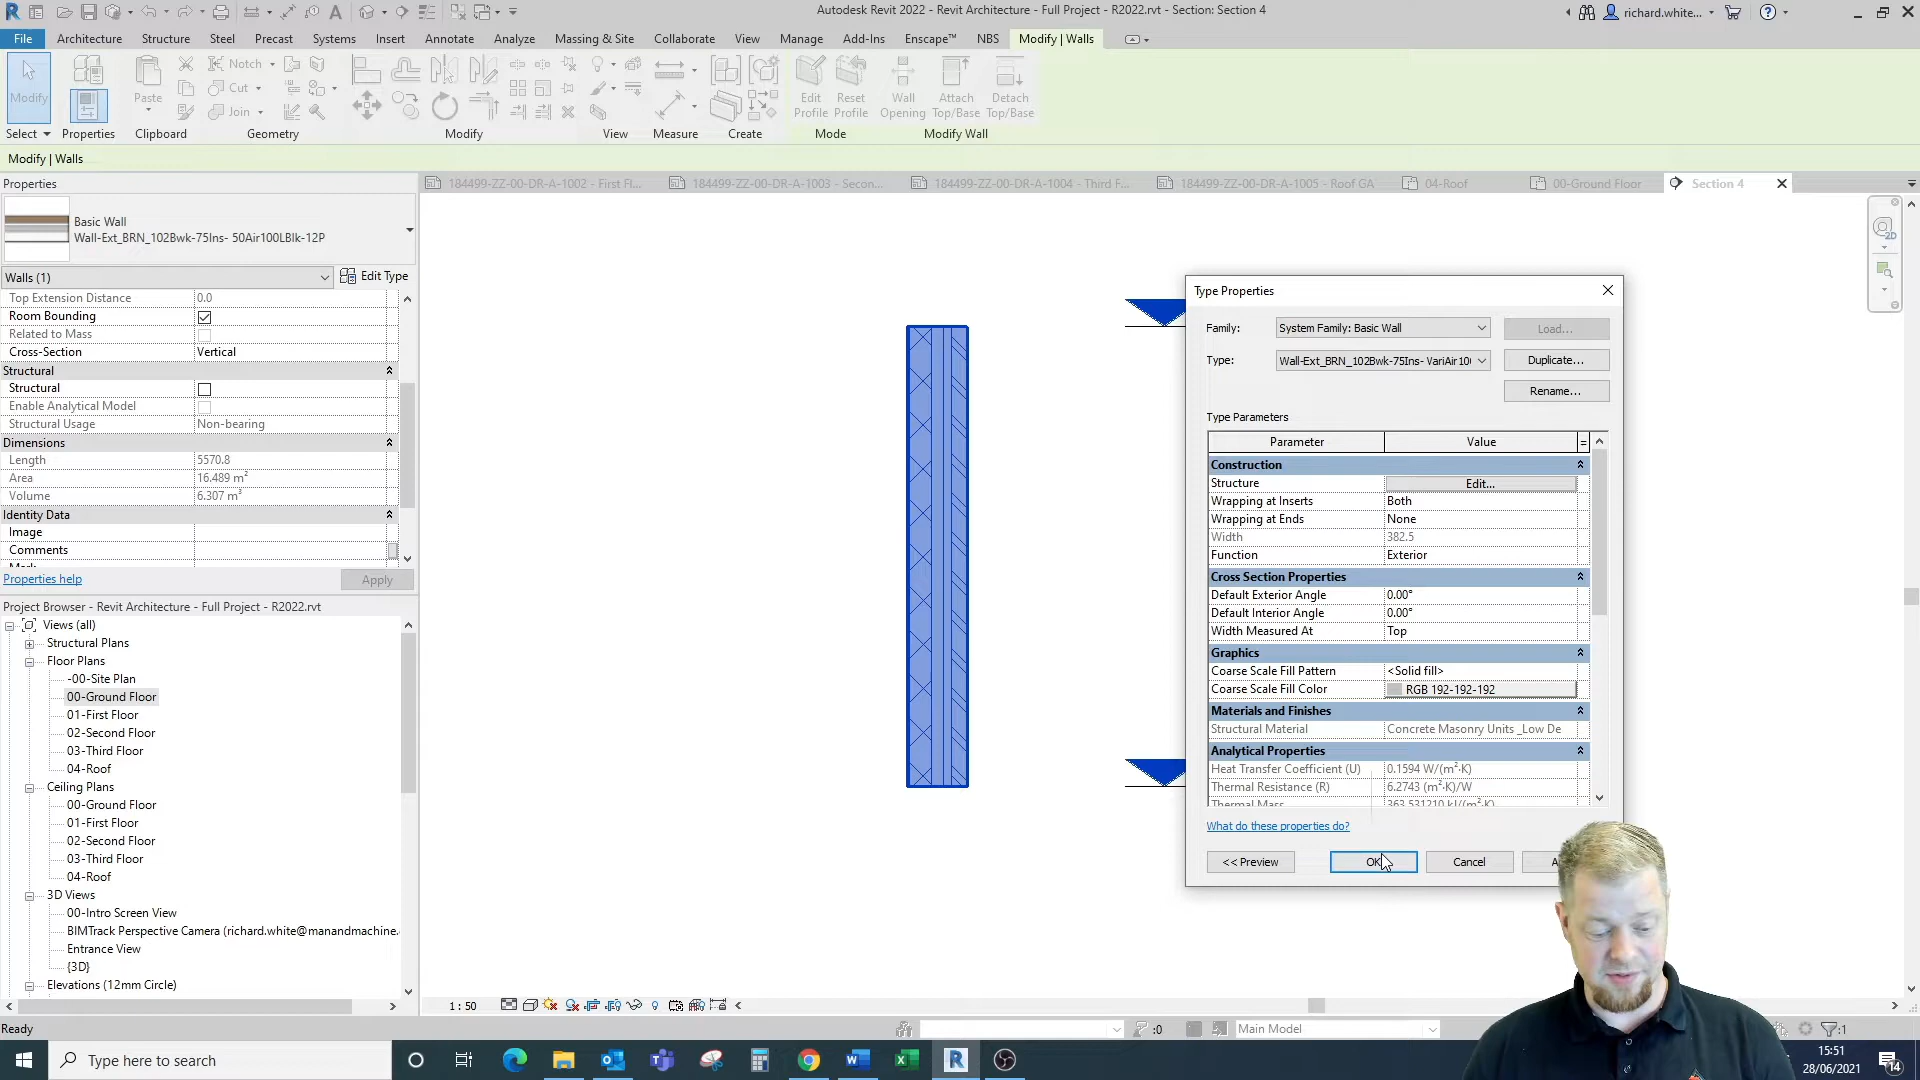 Autodesk Revit 2022 - Revit Architecture - Full Project - R2022.rvt - Section: Section 4
richard.white...
File Architecture Structure Steel Precast Systems Insert Annotate Analyze Massing & Site Collaborate View Manage Add-Ins Enscape™ NBS Modify | Walls
Modify
Paste
Notch
Cut
Join
Edit Profile
Reset Profile
Wall Opening
Attach Top/Base
Detach Top/Base
Select Properties Clipboard Geometry Modify View Measure Create Mode Modify Wall
Modify | Walls
Properties
184499-ZZ-00-DR-A-1002 - First Fl...
184499-ZZ-00-DR-A-1003 - Secon...
184499-ZZ-00-DR-A-1004 - Third F...
184499-ZZ-00-DR-A-1005 - Roof GA
04-Roof
00-Ground Floor
Section 4
Basic Wall
Wall-Ext_BRN_102Bwk-75Ins- 50Air100LBlk-12P
Walls (1)
Edit Type
Top Extension Distance 0.0
Room Bounding
Related to Mass
Cross-Section Vertical
Structural
Structural
Enable Analytical Model
Structural Usage Non-bearing
Dimensions
Length 5570.8
Area 16.489 m²
Volume 6.307 m³
Identity Data
Image
Comments
Properties help
Apply
Project Browser - Revit Architecture - Full Project - R2022.rvt
Views (all)
Structural Plans
Floor Plans
-00-Site Plan
00-Ground Floor
01-First Floor
02-Second Floor
03-Third Floor
04-Roof
Ceiling Plans
00-Ground Floor
01-First Floor
02-Second Floor
03-Third Floor
04-Roof
3D Views
00-Intro Screen View
BIMTrack Perspective Camera (richard.white@manandmachine.
Entrance View
{3D}
Elevations (12mm Circle)
2D
Type Properties
Family: System Family: Basic Wall Load...
Type: Wall-Ext_BRN_102Bwk-75Ins- VariAir10 Duplicate...
Rename...
Type Parameters
Parameter Value =
Construction
Structure Edit...
Wrapping at Inserts Both
Wrapping at Ends None
Width 382.5
Function Exterior
Cross Section Properties
Default Exterior Angle 0.00°
Default Interior Angle 0.00°
Width Measured At Top
Graphics
Coarse Scale Fill Pattern <Solid fill>
Coarse Scale Fill Color RGB 192-192-192
Materials and Finishes
Structural Material Concrete Masonry Units _Low De
Analytical Properties
Heat Transfer Coefficient (U) 0.1594 W/(m²·K)
Thermal Resistance (R) 6.2743 (m²·K)/W
Thermal Mass 363.531210 kJ/(m²·K)
What do these properties do?
<< Preview OK Cancel A
1 : 50
Ready
:0
Main Model
:1
Type here to search
15:51
28/06/2021
14